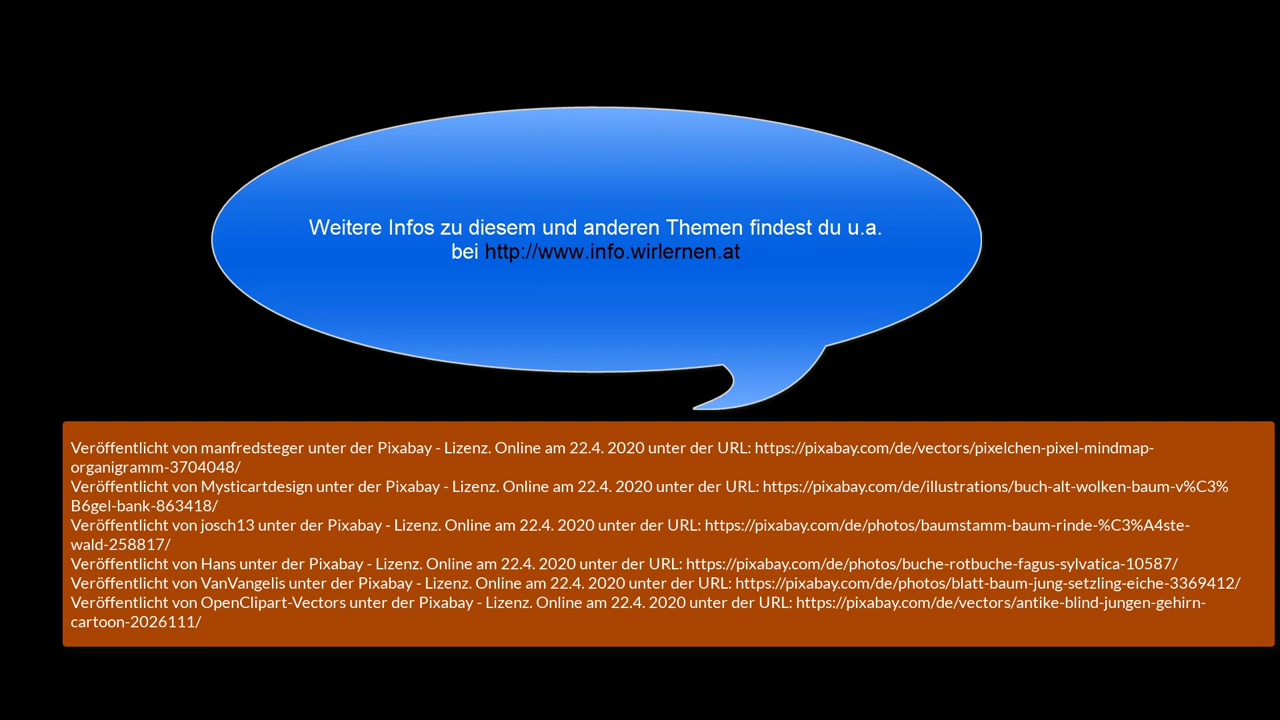 Weitere Infos zu diesem und anderen Themen findest du u.a.
bei http://www.info.wirlernen.at
Veröffentlicht von manfredsteger unter der Pixabay - Lizenz. Online am 22.4. 2020 unter der URL: https://pixabay.com/de/vectors/pixelchen-pixel-mindmap-
organigramm-3704048/
Veröffentlicht von Mysticartdesign unter der Pixabay - Lizenz. Online am 22.4. 2020 unter der URL: https://pixabay.com/de/illustrations/buch-alt-wolken-baum-v%C3%
B6gel-bank-863418/
Veröffentlicht von josch13 unter der Pixabay - Lizenz. Online am 22.4. 2020 unter der URL: https://pixabay.com/de/photos/baumstamm-baum-rinde-%C3%A4ste-
wald-258817/
Veröffentlicht von Hans unter der Pixabay - Lizenz. Online am 22.4. 2020 unter der URL: https://pixabay.com/de/photos/buche-rotbuche-fagus-sylvatica-10587/
Veröffentlicht von VanVangelis unter der Pixabay - Lizenz. Online am 22.4. 2020 unter der URL: https://pixabay.com/de/photos/blatt-baum-jung-setzling-eiche-3369412/
Veröffentlicht von OpenClipart-Vectors unter der Pixabay - Lizenz. Online am 22.4. 2020 unter der URL: https://pixabay.com/de/vectors/antike-blind-jungen-gehirn-
cartoon-2026111/